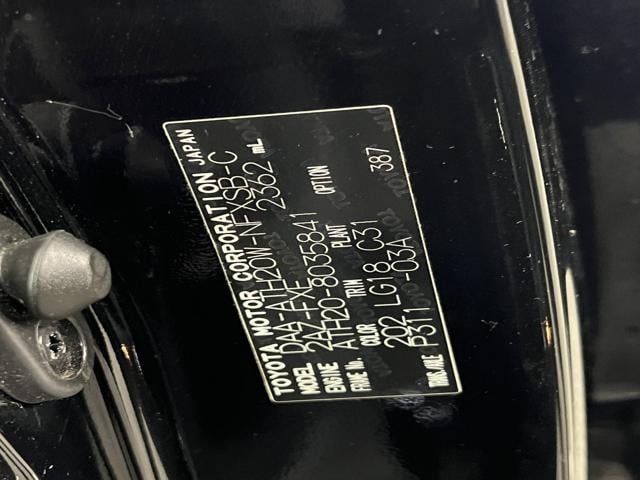 TOYOTA MOTOR CORPORATION JAPAN
MODEL DAA-ATH20W-NFXSB-C
ENGINE 2AZ-FXE 2362 mL
FRAME No. ATH20-8035841
COLOR TRIM PLANT OPTION
202 LG18 C31 387
TRANS./AXLE P311 -03A